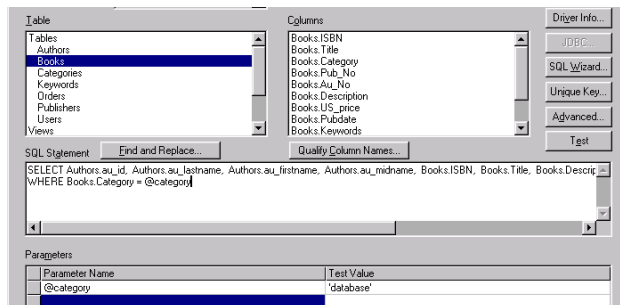 Table
Columns
Driver Info...
Tables
Authors
Books
Categories
Keywords
Orders
Publishers
Users
Views
Books.ISBN
Books.Title
Books.Category
Books.Pub_No
Books.Au_No
Books.Description
Books.US_price
Books.Pubdate
Books.Keywords
JDBC...
SQL Wizard...
Unique Key...
Advanced...
Test
SQL Statement
Find and Replace...
Qualify Column Names...
SELECT Authors.au_id, Authors.au_lastname, Authors.au_firstname, Authors.au_midname, Books.ISBN, Books.Title, Books.Descrip
WHERE Books.Category = @category
Parameters
Parameter Name Test Value
@category 'database'